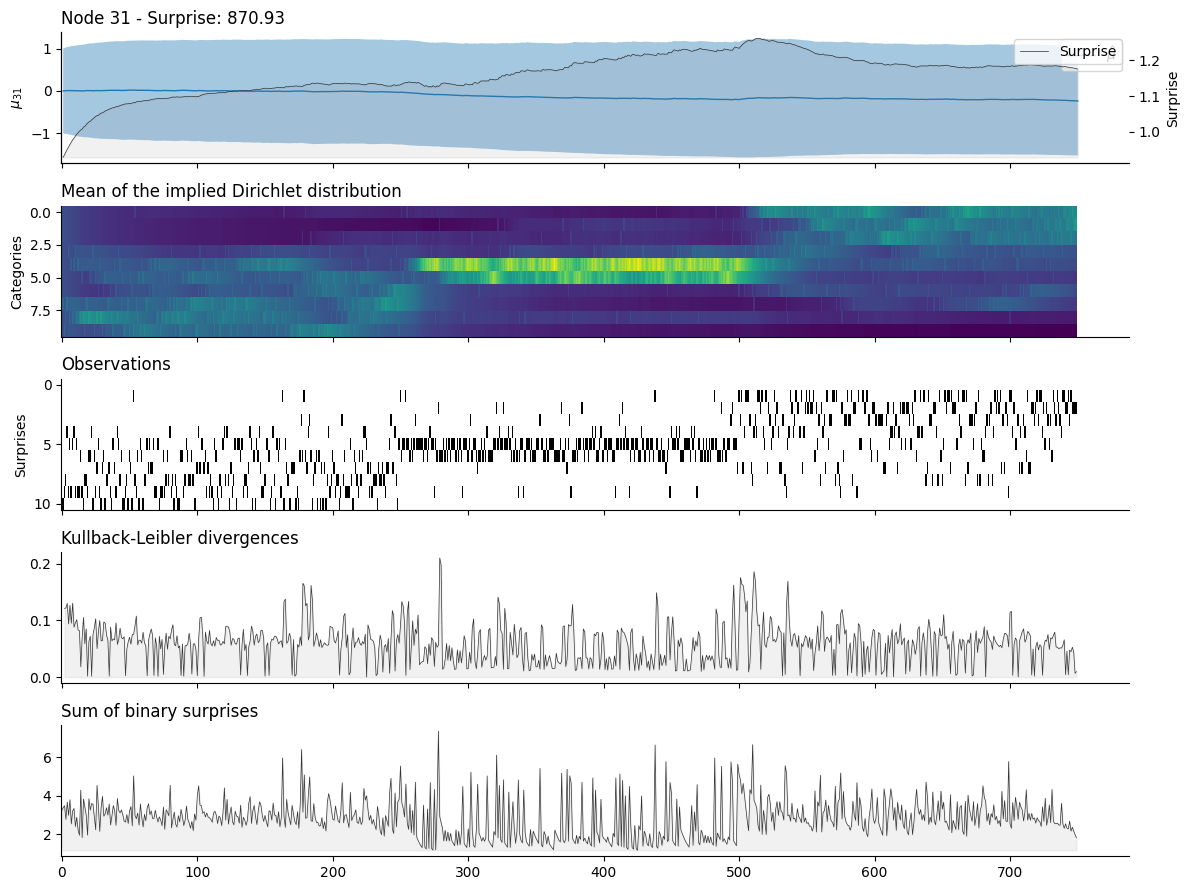 Node 31 - Surprise: 870.93
1
0
−1
μ31
Surprise
1.2
1.1
1.0
Surprise
Mean of the implied Dirichlet distribution
0.0
2.5
5.0
7.5
Categories
Observations
0
5
10
Surprises
Kullback-Leibler divergences
0.2
0.1
0.0
Sum of binary surprises
6
4
2
0 100 200 300 400 500 600 700